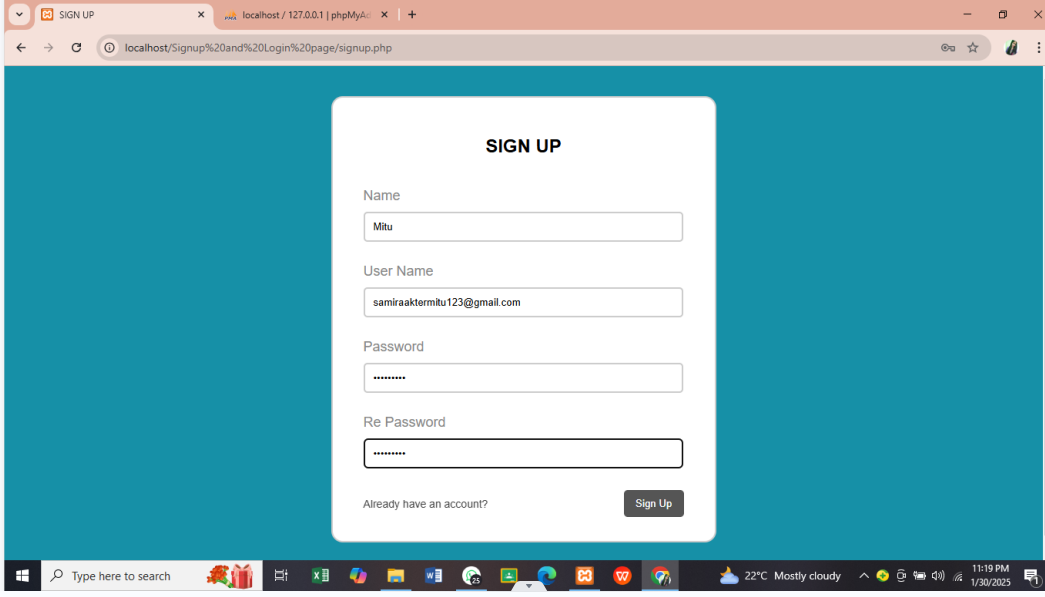 SIGN UP
localhost / 127.0.0.1 | phpMyAd
localhost/Signup%20and%20Login%20page/signup.php
SIGN UP
Name
Mitu
User Name
samiraaktermitu123@gmail.com
Password
•••••••••
Re Password
•••••••••
Already have an account?
Sign Up
Type here to search
25
22°C Mostly cloudy
11:19 PM
1/30/2025
1